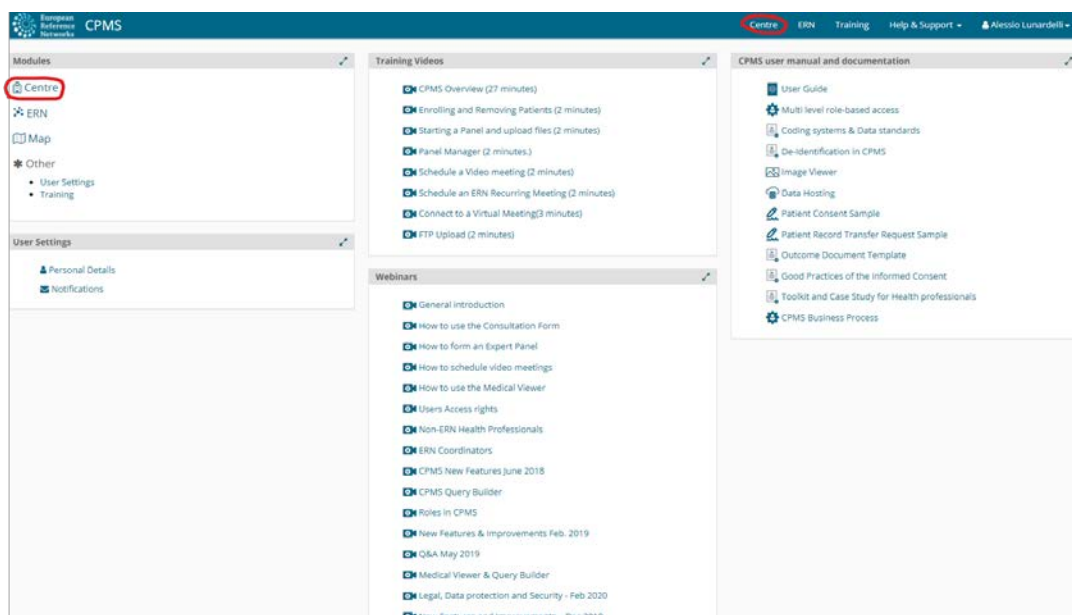 European
Reference
Networks
CPMS
Centre
ERN
Training
Help & Support
Alessio Lunardelli
Modules
Centre
ERN
Map
Other
User Settings
Training
User Settings
Personal Details
Notifications
Training Videos
CPMS Overview (27 minutes)
Enrolling and Removing Patients (2 minutes)
Starting a Panel and upload files (2 minutes)
Panel Manager (2 minutes.)
Schedule a Video meeting (2 minutes)
Schedule an ERN Recurring Meeting (2 minutes)
Connect to a Virtual Meeting(3 minutes)
FTP Upload (2 minutes)
Webinars
General introduction
How to use the Consultation Form
How to form an Expert Panel
How to schedule video meetings
How to use the Medical Viewer
Users Access rights
Non-ERN Health Professionals
ERN Coordinators
CPMS New Features June 2018
CPMS Query Builder
Roles in CPMS
New Features & Improvements Feb. 2019
Q&A May 2019
Medical Viewer & Query Builder
Legal, Data protection and Security - Feb 2020
CPMS user manual and documentation
User Guide
Multi level role-based access
Coding systems & Data standards
De-Identification in CPMS
Image Viewer
Data Hosting
Patient Consent Sample
Patient Record Transfer Request Sample
Outcome Document Template
Good Practices of the Informed Consent
Toolkit and Case Study for Health professionals
CPMS Business Process